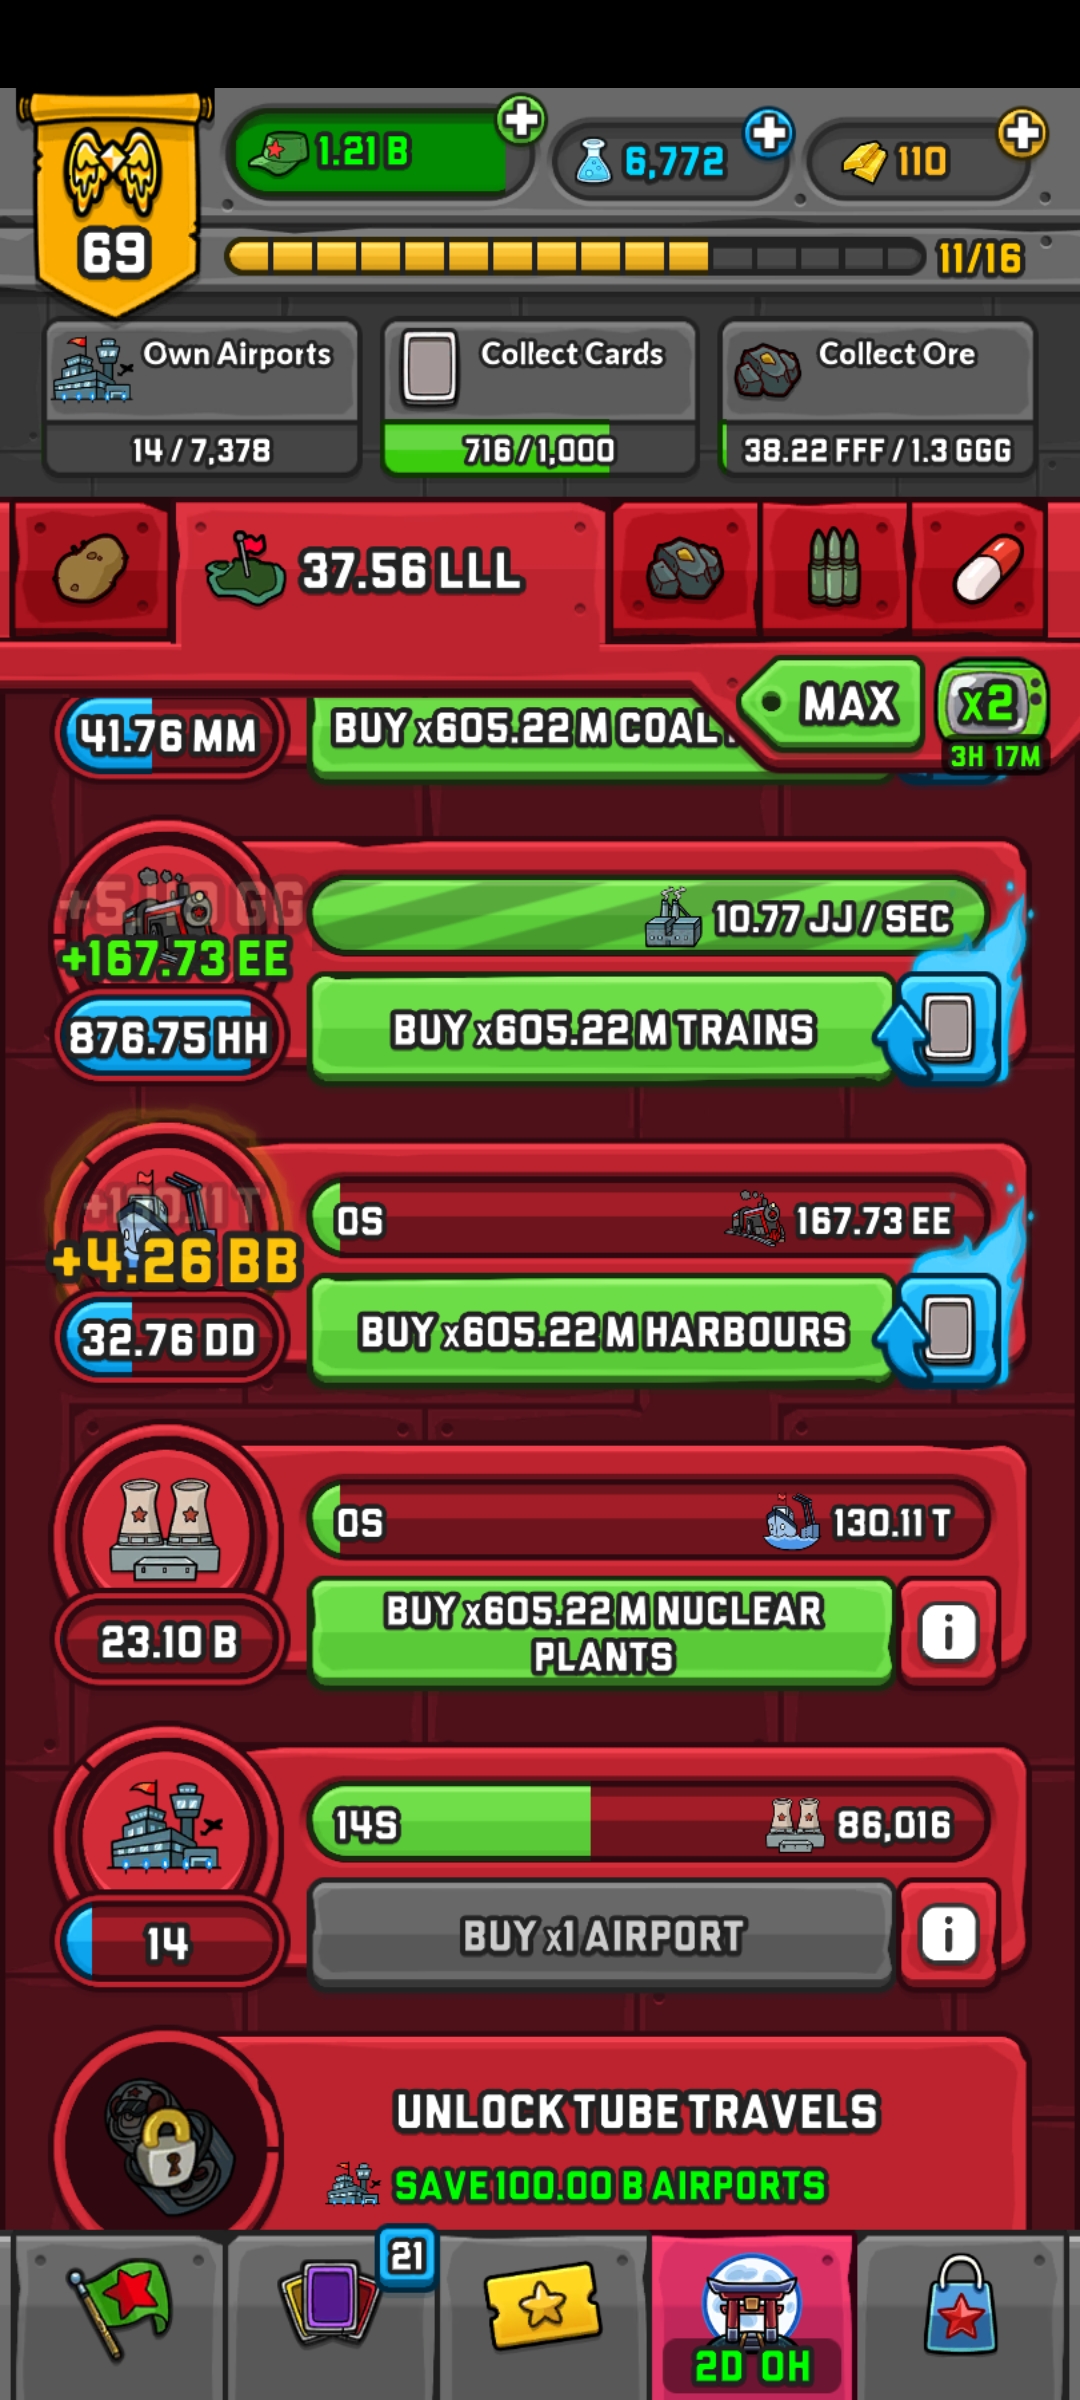 1.21 B
6,772
110
69
11/16
Own Airports
Collect Cards
Collect Ore
14 / 7,378
716 / 1,000
38.22 FFF / 1.3 GGG
37.56 LLL
MAX
x2
3H 17M
41.76 MM
BUY x605.22 M COAL
10.77 JJ / SEC
+167.73 EE
876.75 HH
BUY x605.22 M TRAINS
0S
167.73 EE
+4.26 BB
32.76 DD
BUY x605.22 M HARBOURS
0S
130.11 T
BUY x605.22 M NUCLEAR
PLANTS
23.10 B
14S
86,016
14
BUY x1 AIRPORT
UNLOCK TUBE TRAVELS
SAVE 100.00 B AIRPORTS
21
2D 0H